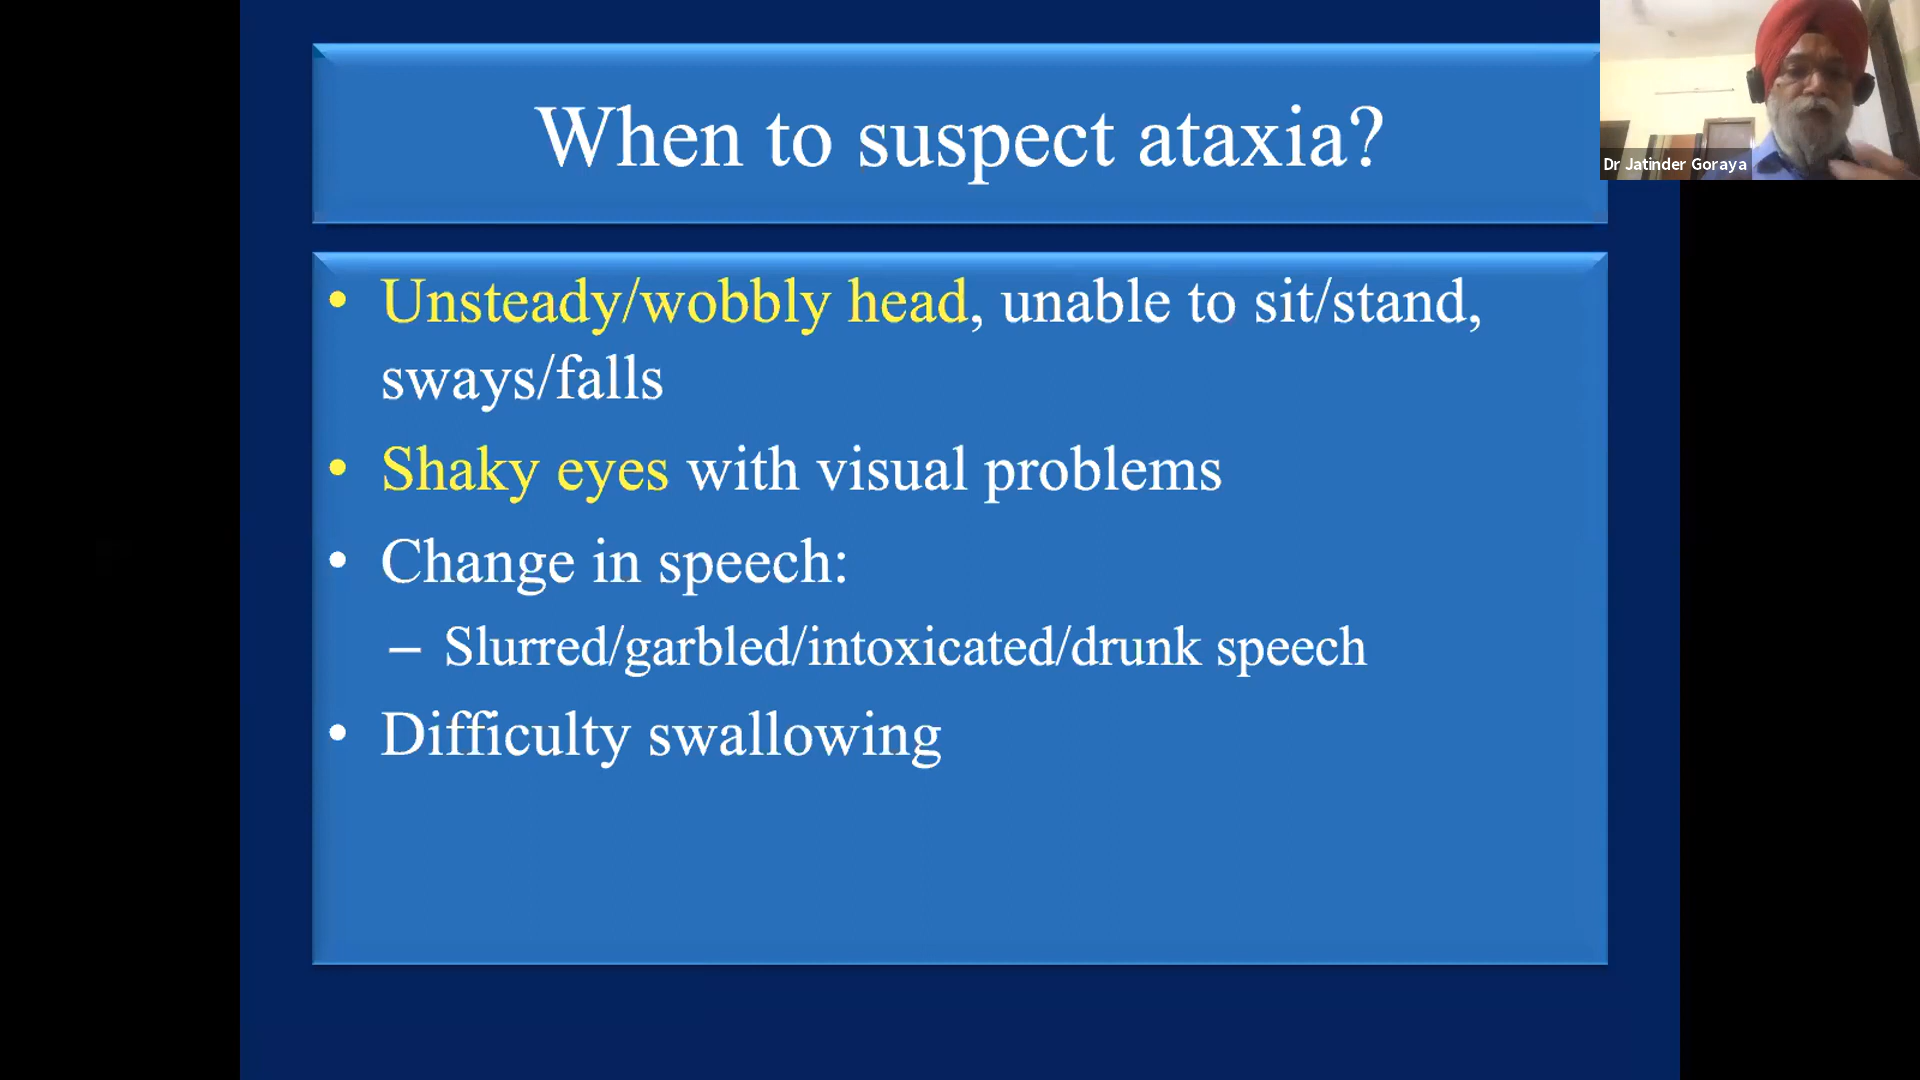 When to suspect ataxia?
Dr Jatinder Goraya
• Unsteady/wobbly head, unable to sit/stand,
sways/falls
• Shaky eyes with visual problems
• Change in speech:
– Slurred/garbled/intoxicated/drunk speech
• Difficulty swallowing